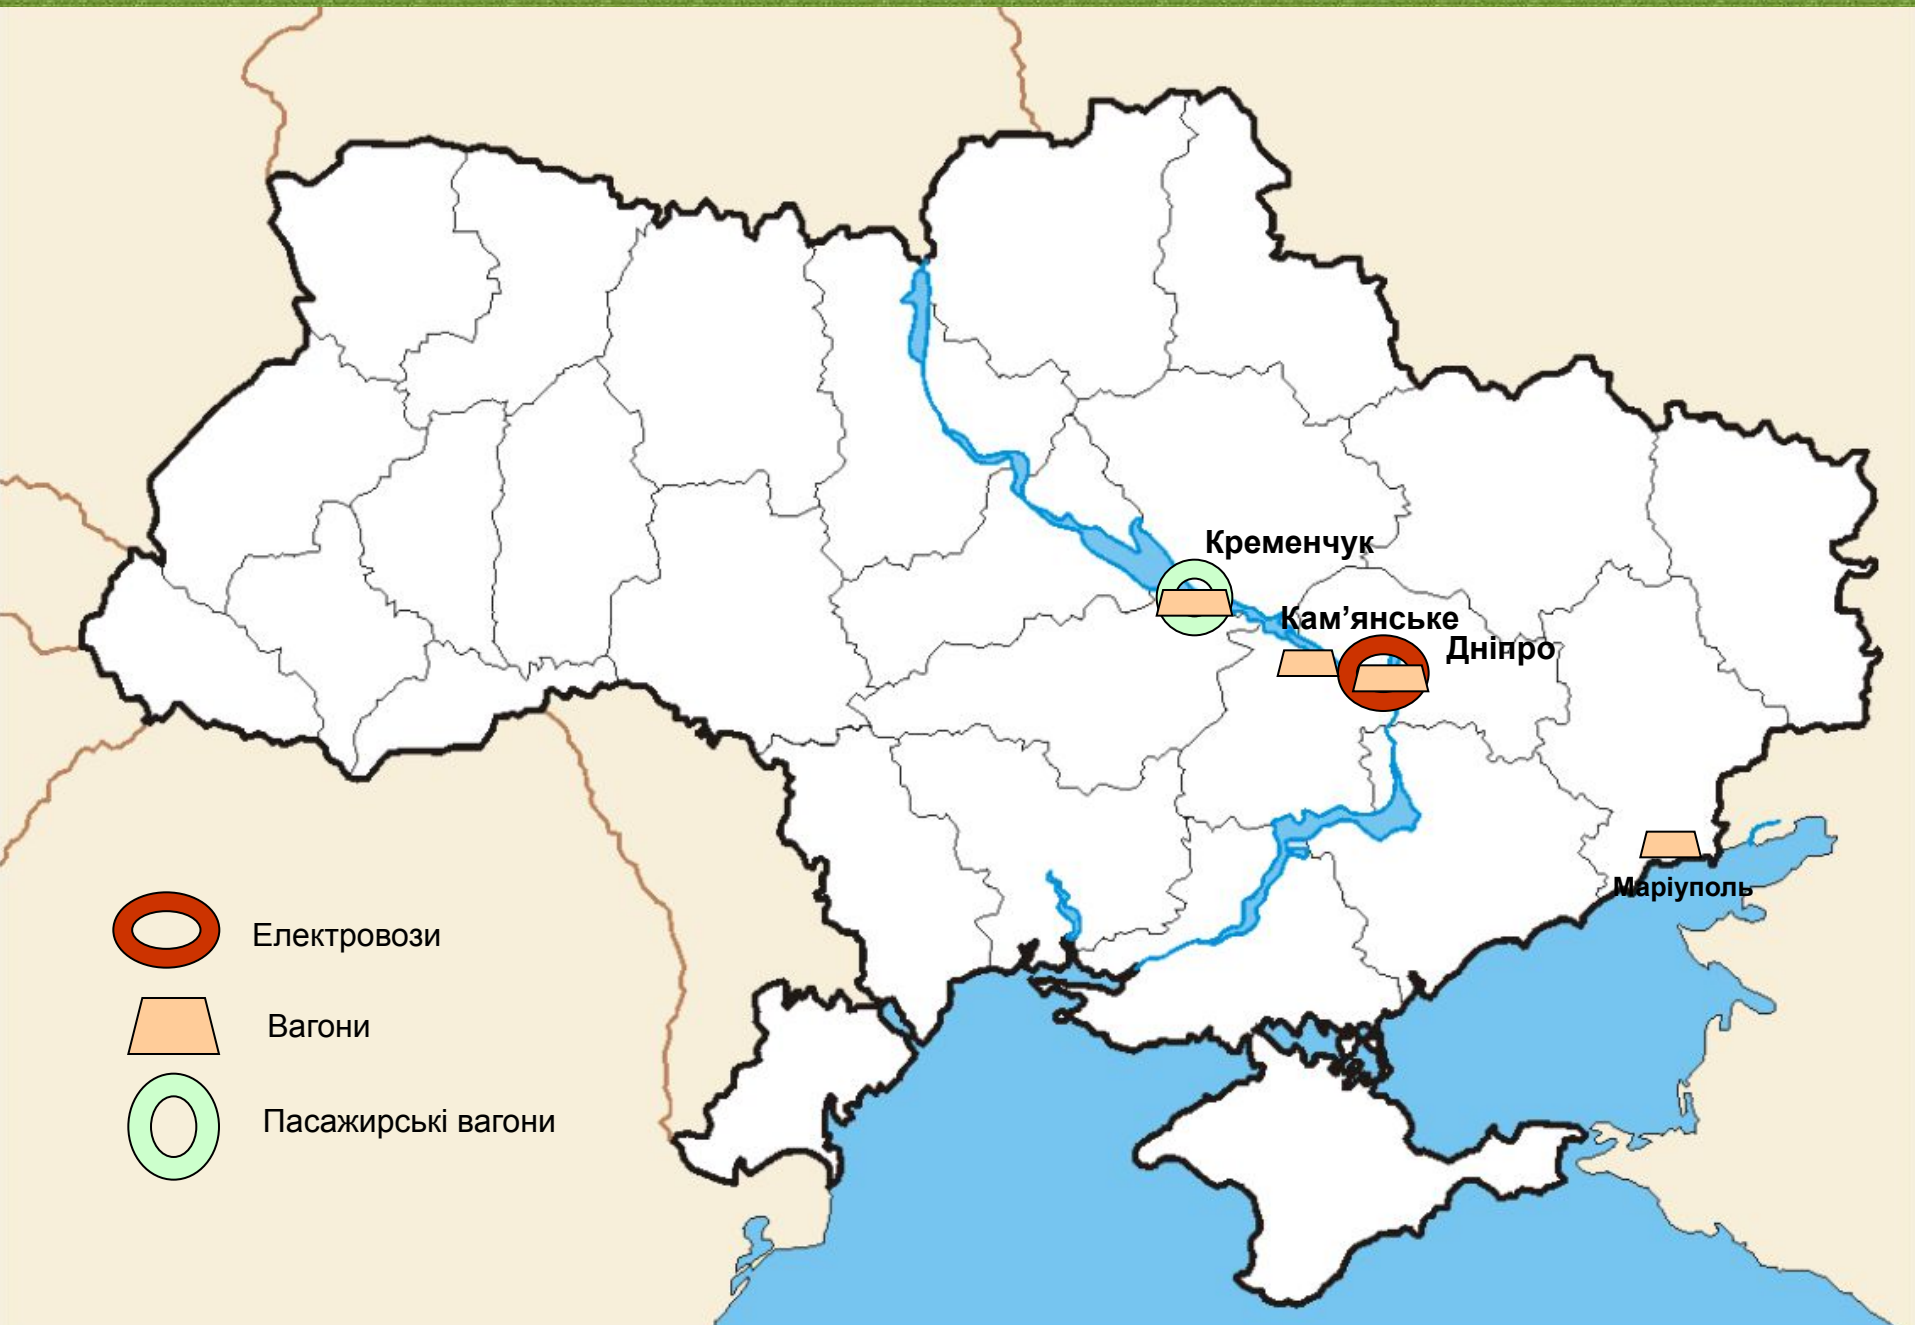 Кременчук
Кам’янське
Дніпро
Маріуполь
Електровози
Вагони
Пасажирські вагони